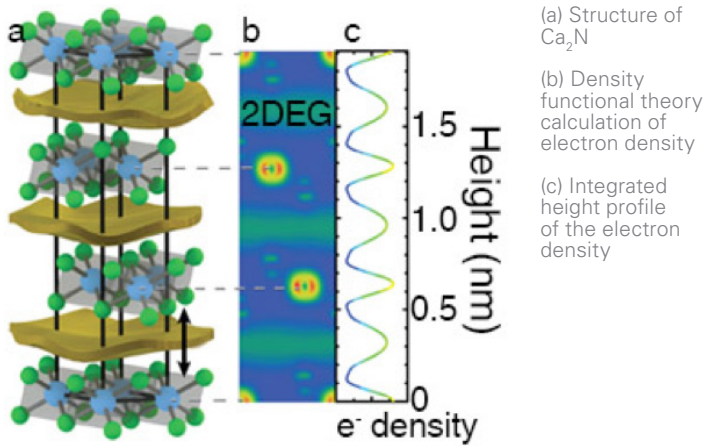 a
b
c
2DEG
1.5
1.0
0.5
0
Height (nm)
e⁻ density
(a) Structure of
Ca₂N
(b) Density
functional theory
calculation of
electron density
(c) Integrated
height profile
of the electron
density